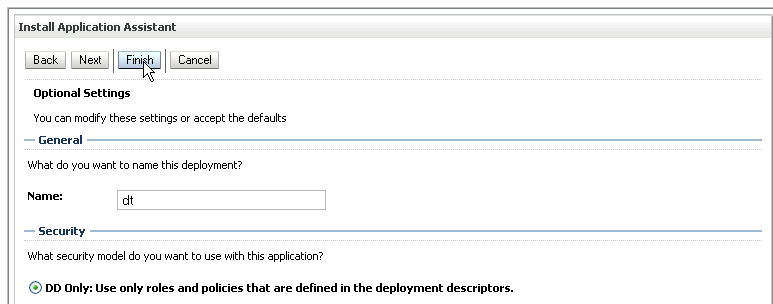 Install Application Assistant
Back Next Finish Cancel
Optional Settings
You can modify these settings or accept the defaults
General
What do you want to name this deployment?
Name: dt
Security
What security model do you want to use with this application?
DD Only: Use only roles and policies that are defined in the deployment descriptors.